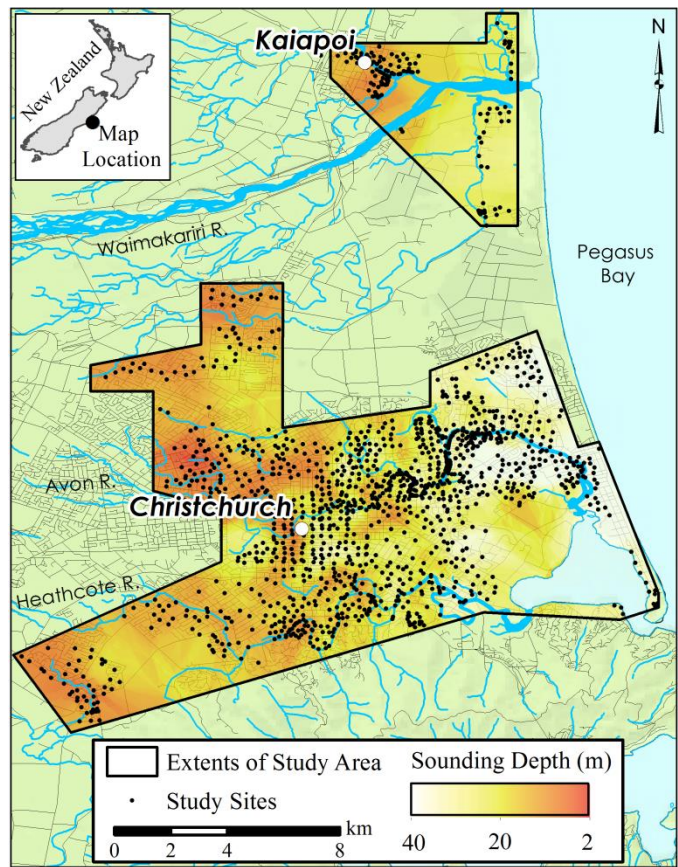 Kaiapoi
N
New Zealand
Map
Location
Waimakariri R.
Pegasus
Bay
Avon R.
Christchurch
Heathcote R.
Extents of Study Area
Study Sites
km
0 2 4 8
Sounding Depth (m)
40 20 2